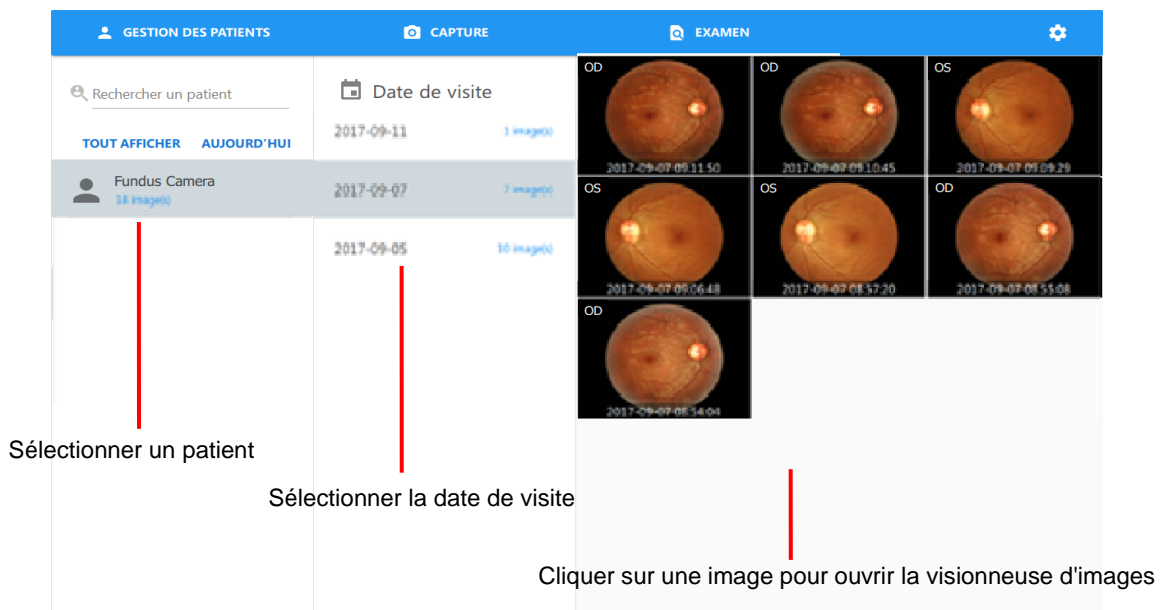 GESTION DES PATIENTS
CAPTURE
EXAMEN
Rechercher un patient
TOUT AFFICHER AUJOURD'HUI
Fundus Camera
18 image(s)
Date de visite
2017-09-11 1 image(s)
2017-09-07 7 image(s)
2017-09-05 10 image(s)
OD
2017-09-07 09:11:50
OD
2017-09-07 09:10:45
OS
2017-09-07 09:09:29
OS
2017-09-07 09:06:48
OS
2017-09-07 08:57:20
OD
2017-09-07 08:55:08
OD
2017-09-07 08:54:04
Sélectionner un patient
Sélectionner la date de visite
Cliquer sur une image pour ouvrir la visionneuse d'images